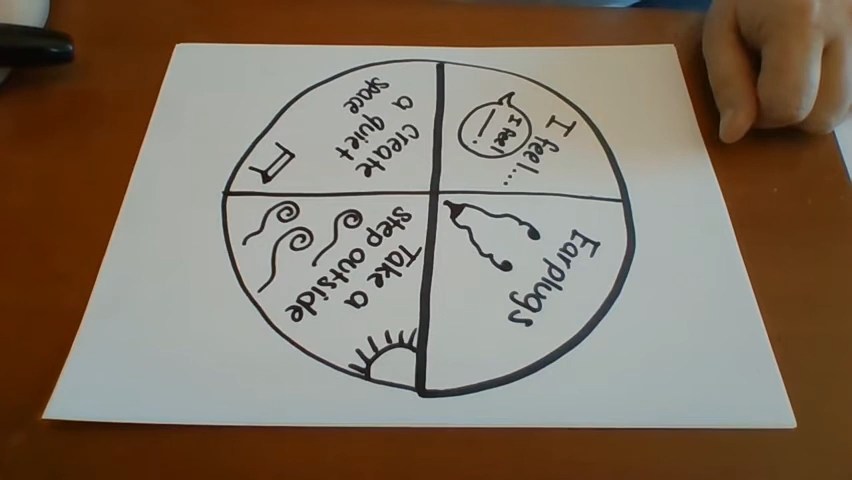 I feel...
I feel
Earplugs
Take a
step outside
Create
a quiet
space